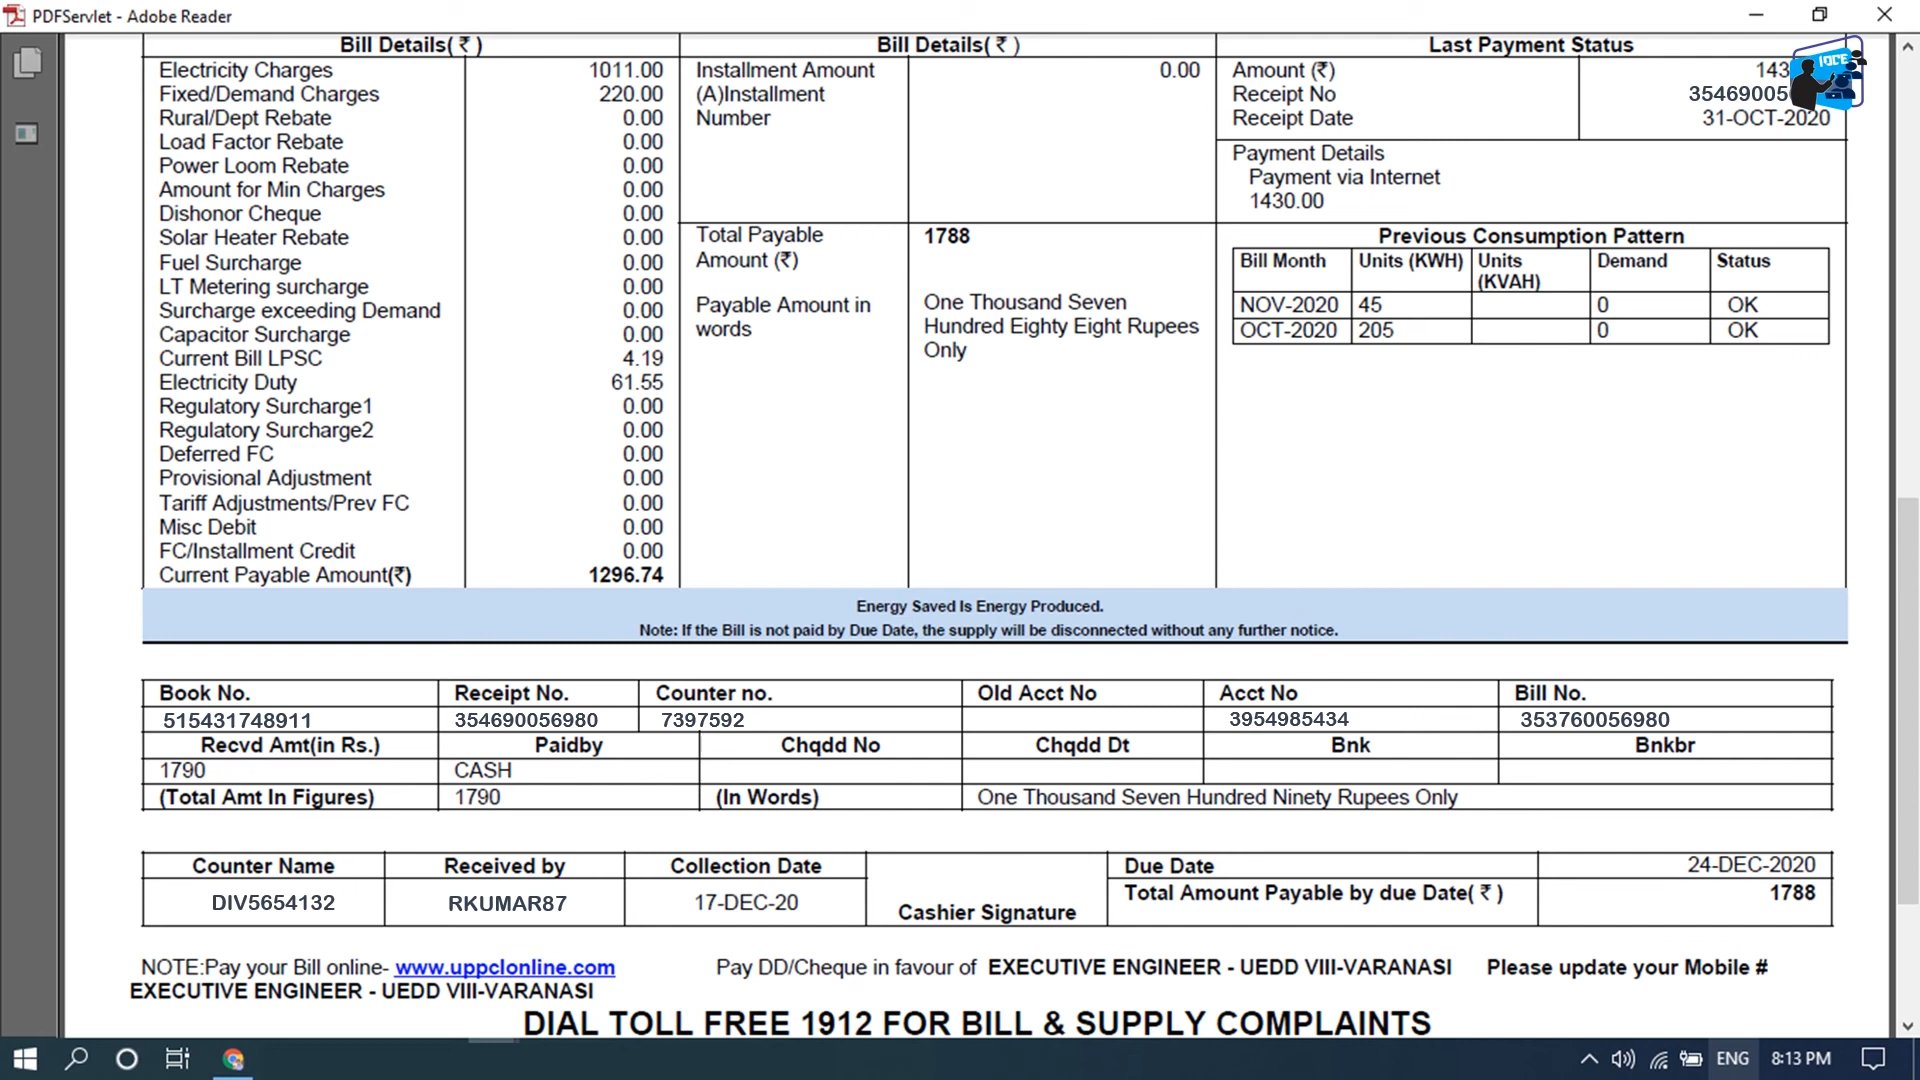 PDFServlet - Adobe Reader
Bill Details( ₹ )
Electricity Charges 1011.00
Fixed/Demand Charges 220.00
Rural/Dept Rebate 0.00
Load Factor Rebate 0.00
Power Loom Rebate 0.00
Amount for Min Charges 0.00
Dishonor Cheque 0.00
Solar Heater Rebate 0.00
Fuel Surcharge 0.00
LT Metering surcharge 0.00
Surcharge exceeding Demand 0.00
Capacitor Surcharge 0.00
Current Bill LPSC 4.19
Electricity Duty 61.55
Regulatory Surcharge1 0.00
Regulatory Surcharge2 0.00
Deferred FC 0.00
Provisional Adjustment 0.00
Tariff Adjustments/Prev FC 0.00
Misc Debit 0.00
FC/Installment Credit 0.00
Current Payable Amount(₹) 1296.74
Bill Details( ₹ )
Installment Amount 0.00
(A)Installment
Number
Total Payable 1788
Amount (₹)
Payable Amount in
words
One Thousand Seven
Hundred Eighty Eight Rupees
Only
Last Payment Status
Amount (₹)
Receipt No
Receipt Date 31-OCT-2020
Payment Details
Payment via Internet
1430.00
Previous Consumption Pattern
Bill Month Units (KWH) Units (KVAH) Demand Status
NOV-2020 45 0 OK
OCT-2020 205 0 OK
Energy Saved Is Energy Produced.
Note: If the Bill is not paid by Due Date, the supply will be disconnected without any further notice.
Book No. Receipt No. Counter no. Old Acct No Acct No Bill No.
515431748911 354690056980 7397592 3954985434 353760056980
Recvd Amt(in Rs.) Paidby Chqdd No Chqdd Dt Bnk Bnkbr
1790 CASH
(Total Amt In Figures) 1790 (In Words) One Thousand Seven Hundred Ninety Rupees Only
Counter Name Received by Collection Date
DIV5654132 RKUMAR87 17-DEC-20
Cashier Signature
Due Date 24-DEC-2020
Total Amount Payable by due Date( ₹ ) 1788
NOTE:Pay your Bill online- www.uppclonline.com Pay DD/Cheque in favour of EXECUTIVE ENGINEER - UEDD VIII-VARANASI Please update your Mobile #
EXECUTIVE ENGINEER - UEDD VIII-VARANASI
DIAL TOLL FREE 1912 FOR BILL & SUPPLY COMPLAINTS
ENG 8:13 PM